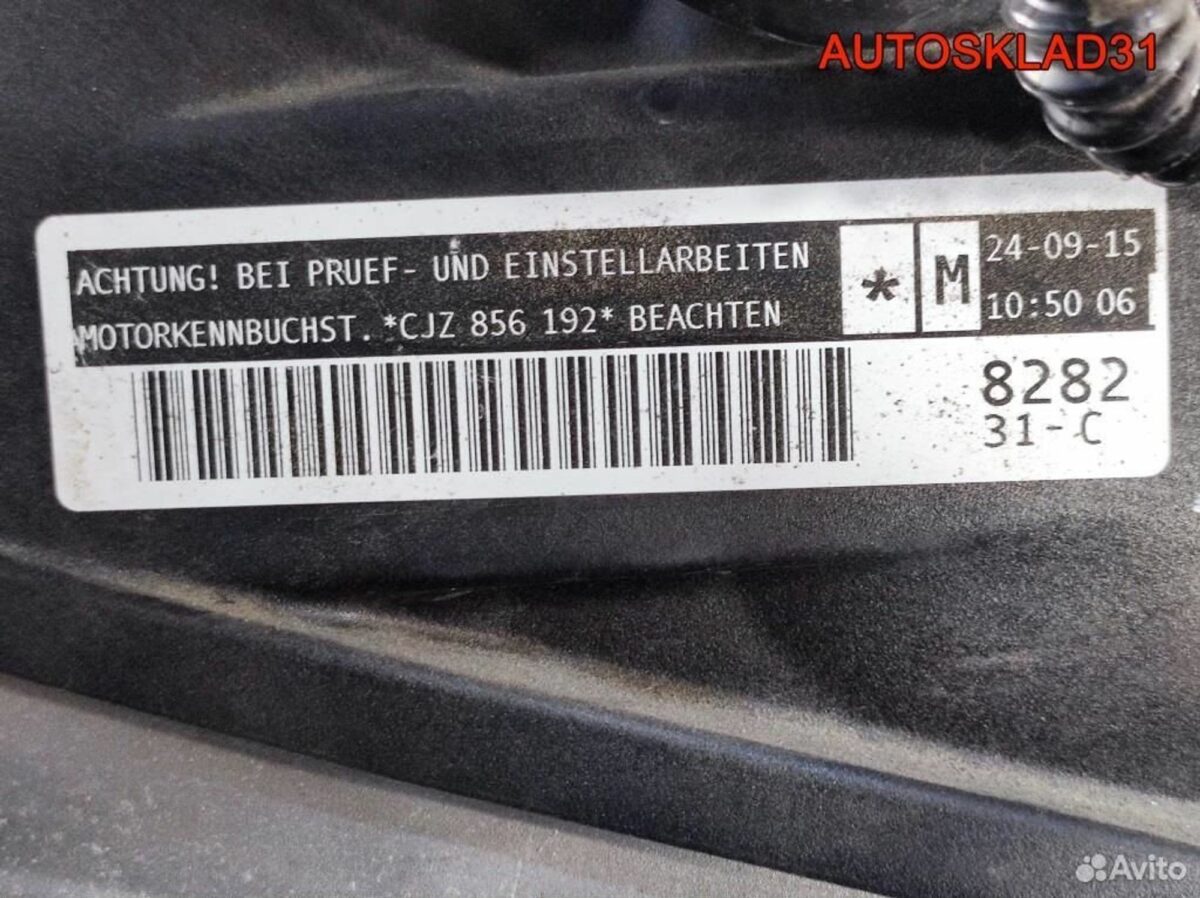 AUTOSKLAD31
ACHTUNG! BEI PRUEF- UND EINSTELLARBEITEN
MOTORKENNBUCHST. *CJZ 856 192* BEACHTEN
* M
24-09-15
10:50 06
8282
31-C
Avito